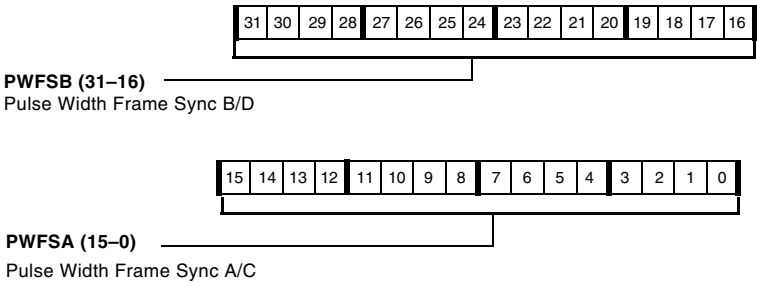 31 30 29 28 27 26 25 24 23 22 21 20 19 18 17 16
PWFSB (31–16)
Pulse Width Frame Sync B/D
15 14 13 12 11 10 9 8 7 6 5 4 3 2 1 0
PWFSA (15–0)
Pulse Width Frame Sync A/C